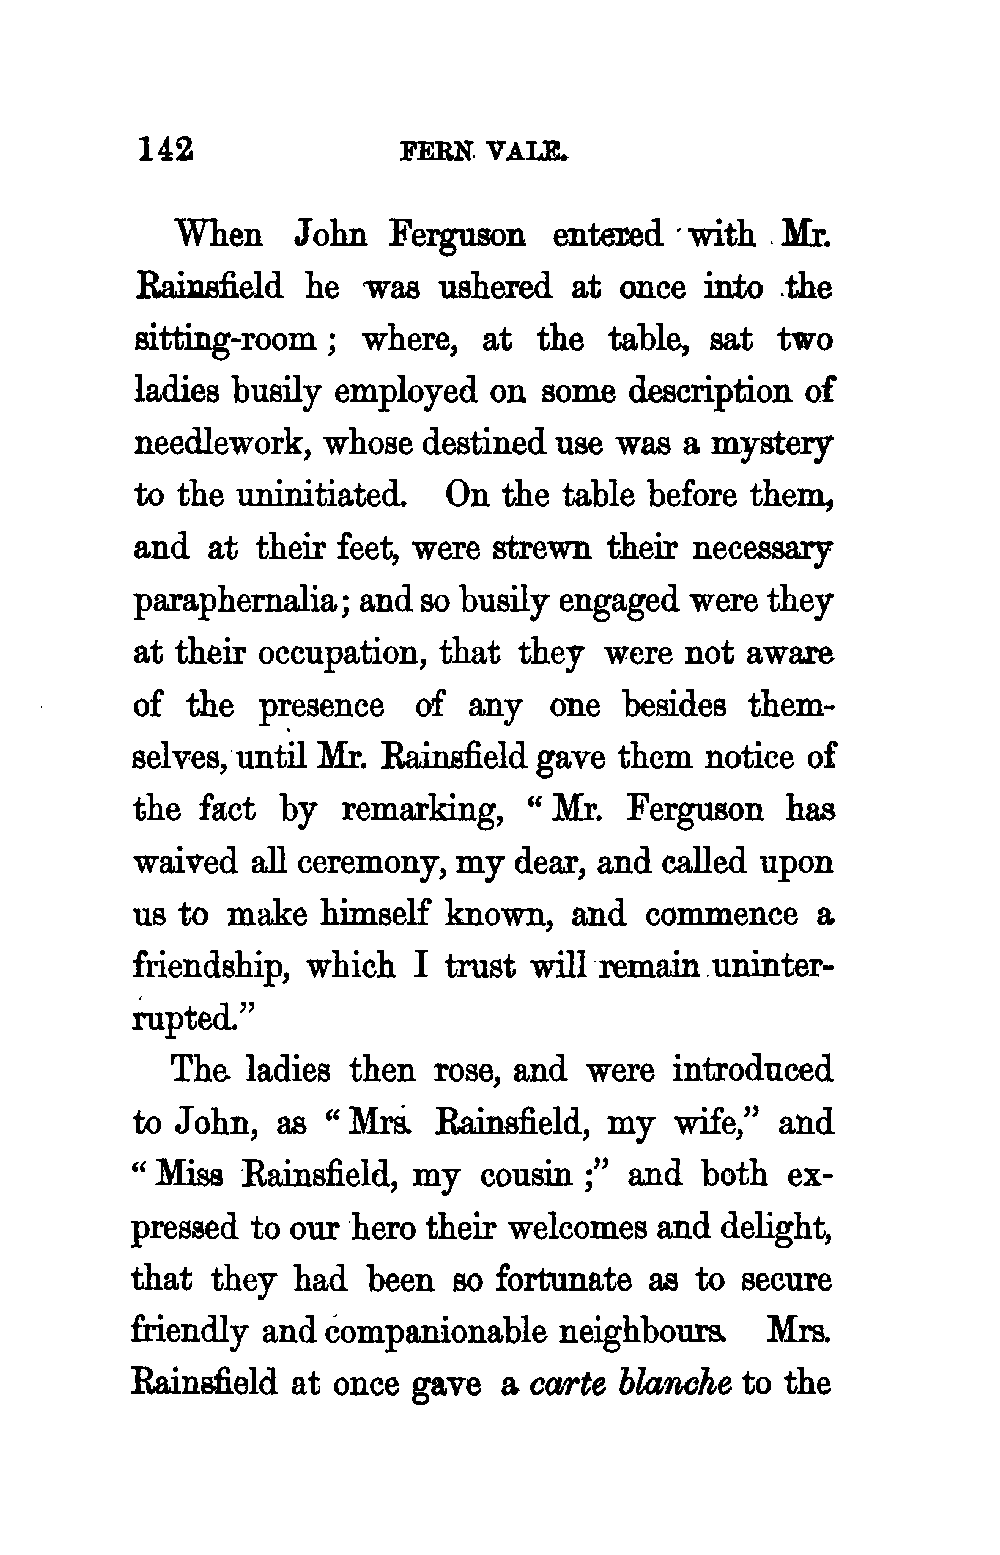 142 FERN VALE.
When John Ferguson entered with Mr.
Rainsfield he was ushered at once into the
sitting-room ; where, at the table, sat two
ladies busily employed on some description of
needlework, whose destined use was a mystery
to the uninitiated. On the table before them,
and at their feet, were strewn their necessary
paraphernalia; and so busily engaged were they
at their occupation, that they were not aware
of the presence of any one besides them-
selves, until Mr. Rainsfield gave them notice of
the fact by remarking, “ Mr. Ferguson has
waived all ceremony, my dear, and called upon
us to make himself known, and commence a
friendship, which I trust will remain uninter-
rupted.”
The ladies then rose, and were introduced
to John, as “ Mrs. Rainsfield, my wife,” and
“ Miss Rainsfield, my cousin ;” and both ex-
pressed to our hero their welcomes and delight,
that they had been so fortunate as to secure
friendly and companionable neighbours. Mrs.
Rainsfield at once gave a carte blanche to the